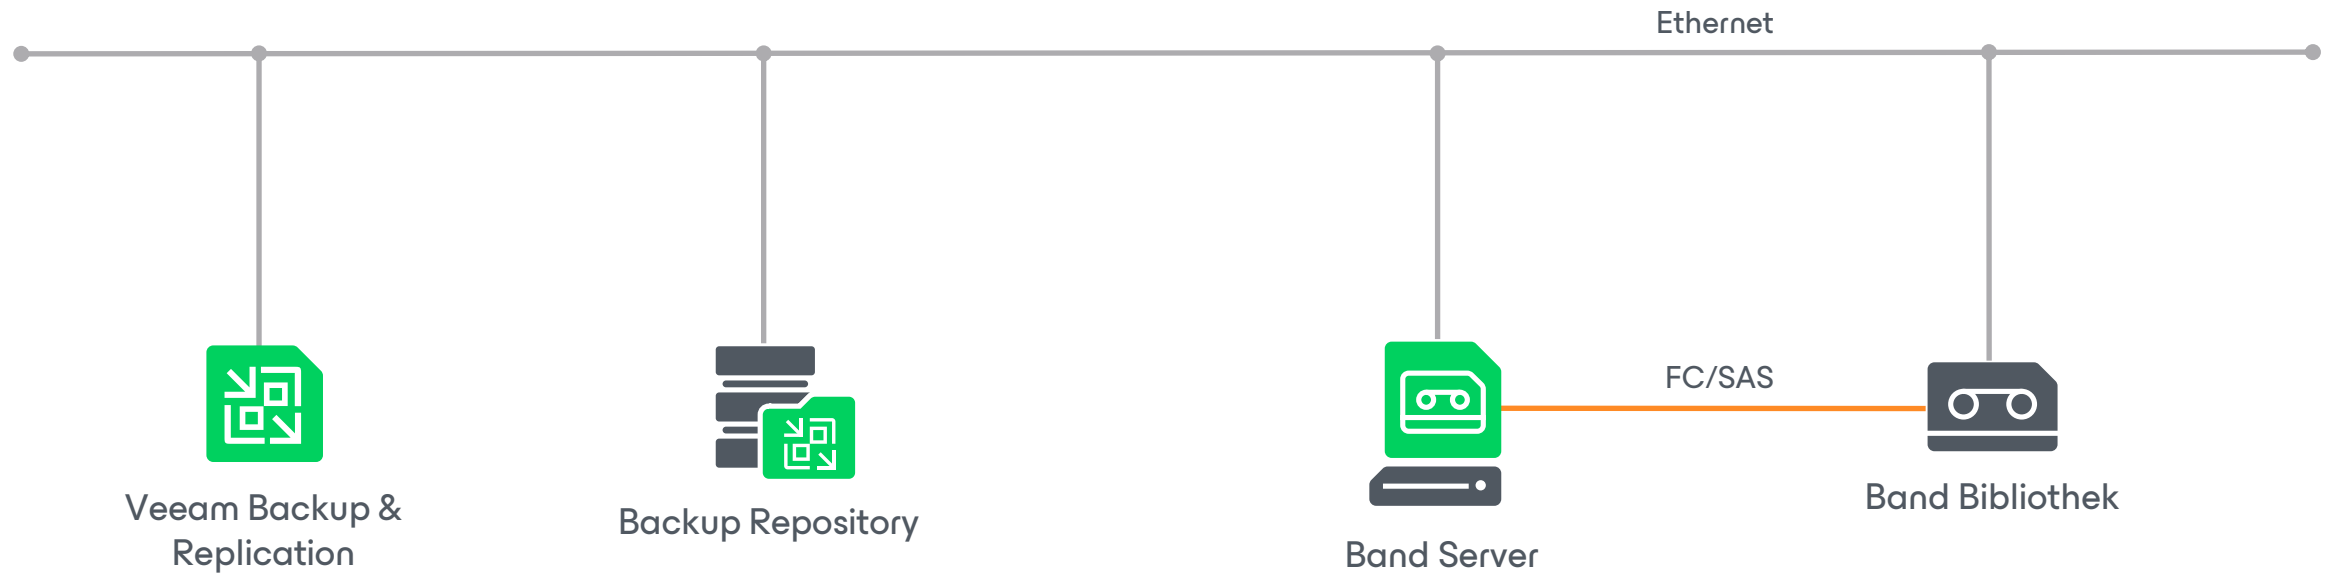 Ethernet
FC/SAS
Veeam Backup &
Replication
Backup Repository
Band Server
Band Bibliothek